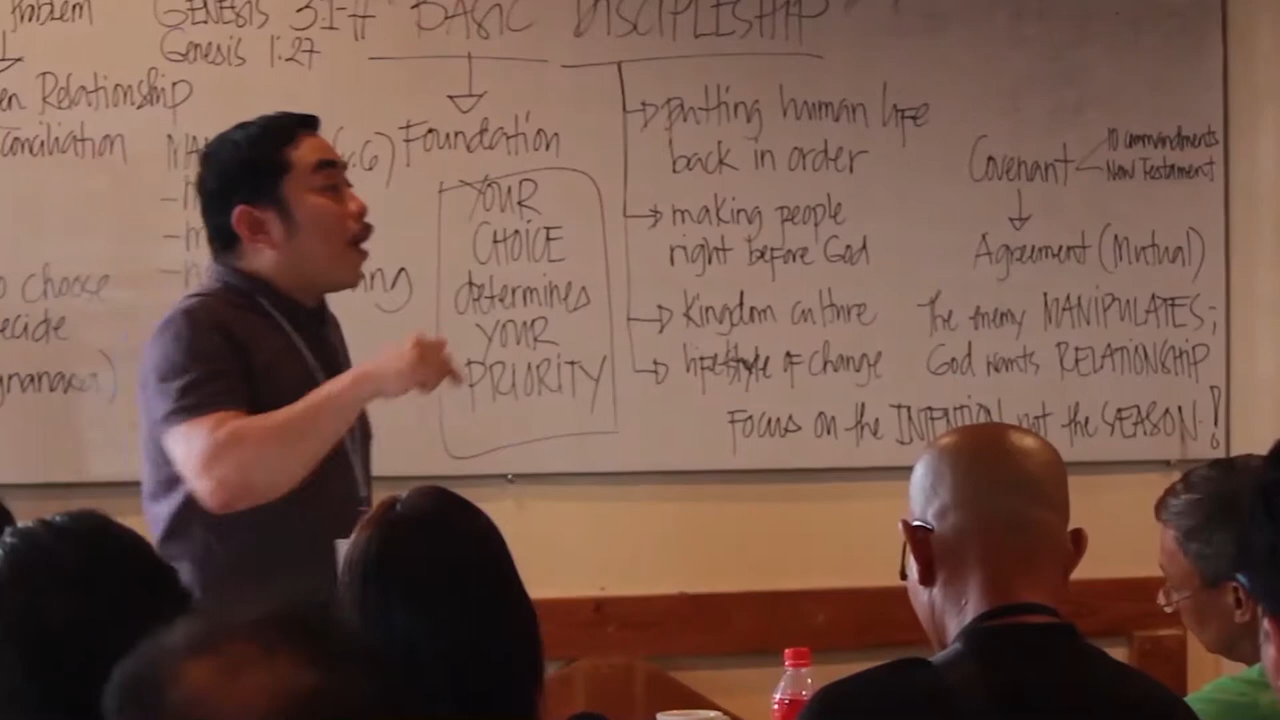 Problem
GENESIS 3:1-7
Genesis 1:27
Relationship
BASIC DISCIPLESHIP
Foundation
YOUR
CHOICE
determines
YOUR
PRIORITY
putting human life
back in order
making people
right before God
Kingdom culture
lifestyle of change
Covenant
10 commandments
New Testament
Agreement (Mutual)
The enemy MANIPULATES;
God wants RELATIONSHIP
Focus on the INTENTION not the SEASON!
choose